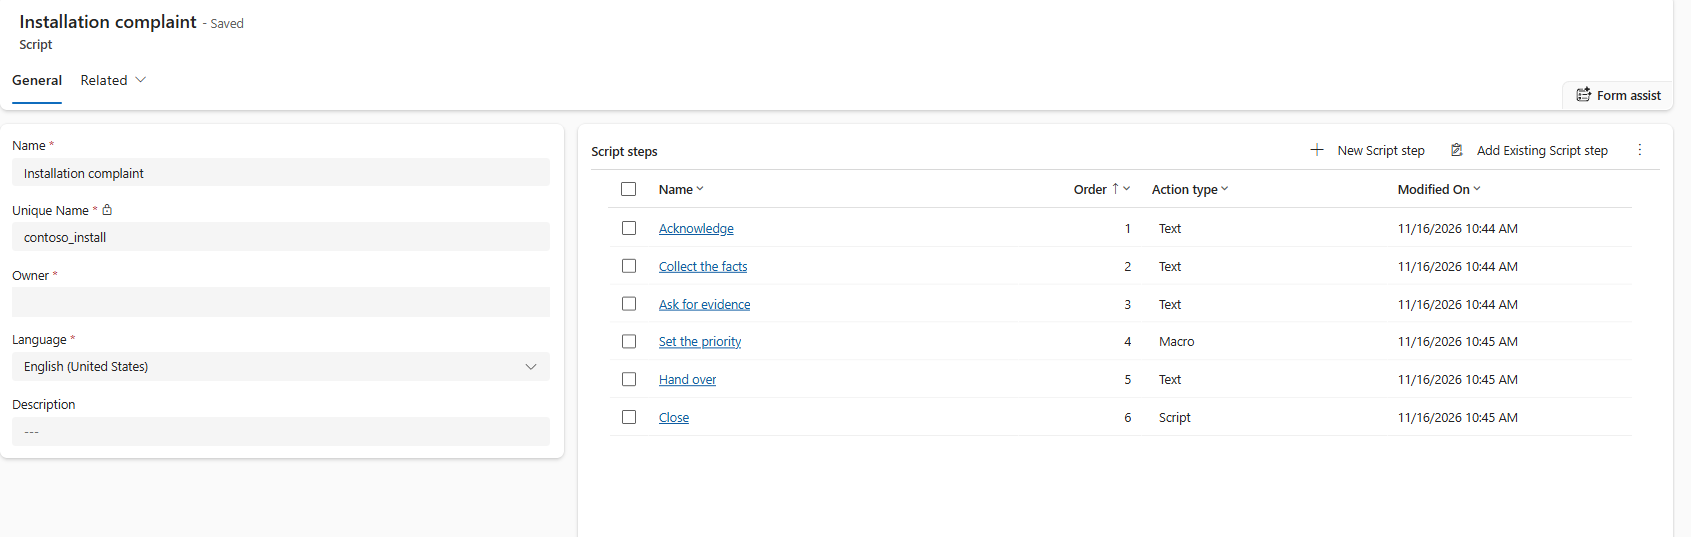 Installation complaint - Saved
Script
General Related
Form assist
Name *
Installation complaint
Unique Name *
contoso_install
Owner *
Language *
English (United States)
Description
---
Script steps New Script step Add Existing Script step
Name Order Action type Modified On
Acknowledge 1 Text 11/16/2026 10:44 AM
Collect the facts 2 Text 11/16/2026 10:44 AM
Ask for evidence 3 Text 11/16/2026 10:44 AM
Set the priority 4 Macro 11/16/2026 10:45 AM
Hand over 5 Text 11/16/2026 10:45 AM
Close 6 Script 11/16/2026 10:45 AM